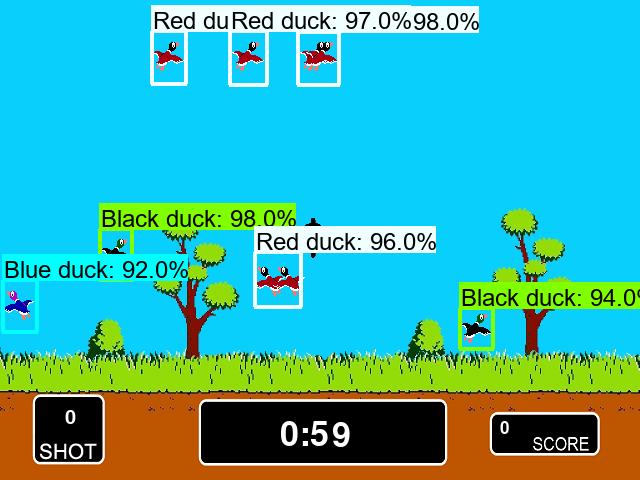 Red du
Red duck: 97.0%
98.0%
Black duck: 98.0%
Red duck: 96.0%
Blue duck: 92.0%
Black duck: 94.0%
0
SHOT
0:59
0
SCORE